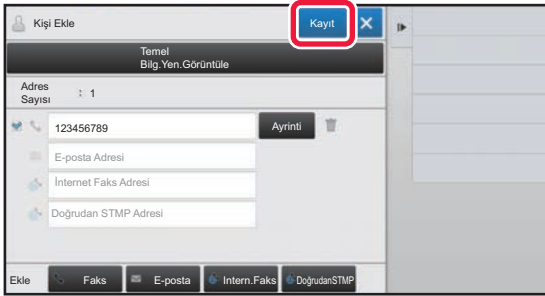 Kişi Ekle
Kayıt
Temel
Bilg.Yen.Görüntüle
Adres
Sayısı : 1
123456789
Ayrinti
E-posta Adresi
İnternet Faks Adresi
Doğrudan STMP Adresi
Ekle Faks E-posta Intern.Faks DoğrudanSTMP